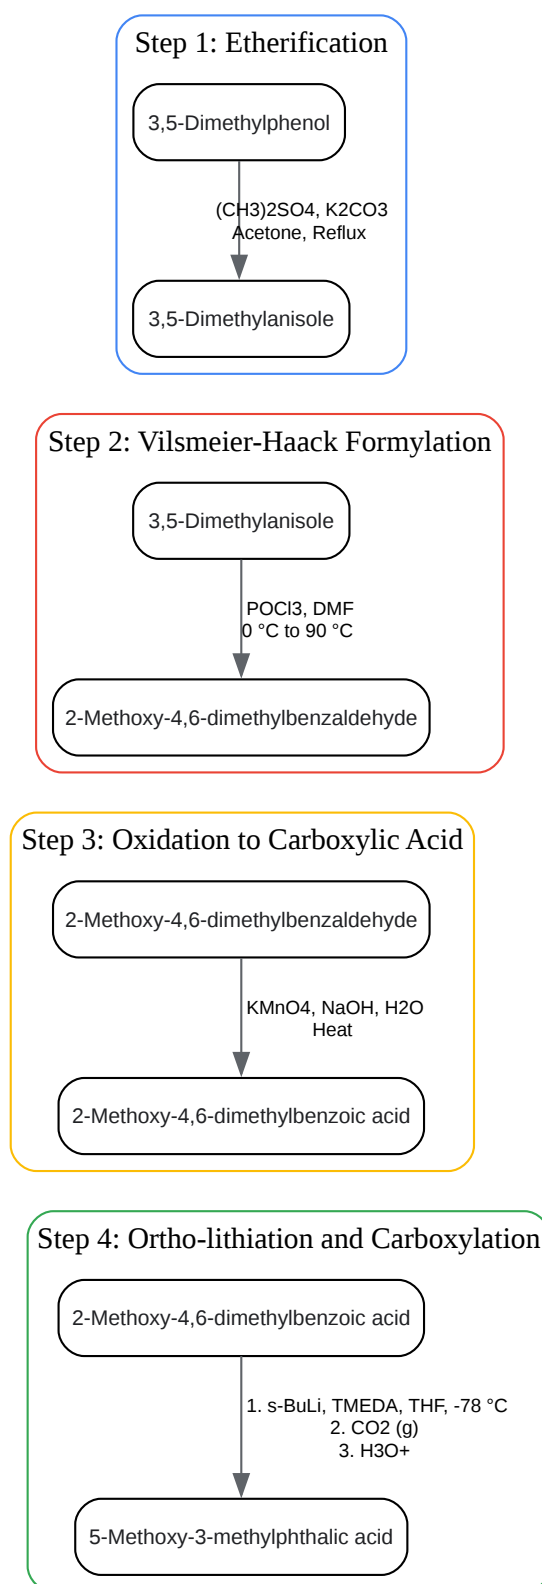 Step 1: Etherification
3,5-Dimethylphenol
(CH3)2SO4, K2CO3
Acetone, Reflux
3,5-Dimethylanisole
Step 2: Vilsmeier-Haack Formylation
3,5-Dimethylanisole
POCl3, DMF
0 °C to 90 °C
2-Methoxy-4,6-dimethylbenzaldehyde
Step 3: Oxidation to Carboxylic Acid
2-Methoxy-4,6-dimethylbenzaldehyde
KMnO4, NaOH, H2O
Heat
2-Methoxy-4,6-dimethylbenzoic acid
Step 4: Ortho-lithiation and Carboxylation
2-Methoxy-4,6-dimethylbenzoic acid
1. s-BuLi, TMEDA, THF, -78 °C
2. CO2 (g)
3. H3O+
5-Methoxy-3-methylphthalic acid